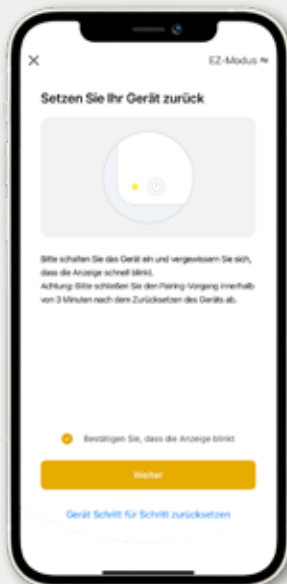 EZ-Modus ⇋
Setzen Sie Ihr Gerät zurück
Bitte schalten Sie das Gerät ein und vergewissern Sie sich,
dass die Anzeige schnell blinkt.
Achtung: Bitte schließen Sie den Pairing-Vorgang innerhalb
von 3 Minuten nach dem Zurücksetzen des Geräts ab.
Bestätigen Sie, dass die Anzeige blinkt
Weiter
Gerät Schritt für Schritt zurücksetzen